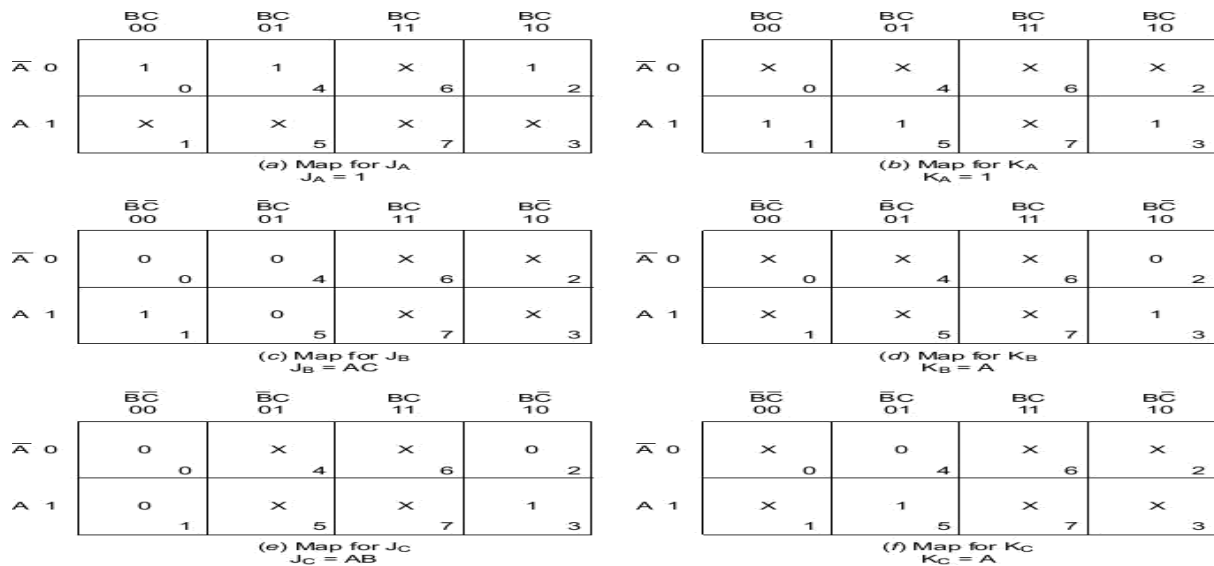 BC BC BC BC
00 01 11 10
A̅ 0 1 1 X 1
0 4 6 2
A 1 X X X X
1 5 7 3
(a) Map for JA
JA = 1
BC BC BC BC
00 01 11 10
A̅ 0 X X X X
0 4 6 2
A 1 1 1 X 1
1 5 7 3
(b) Map for KA
KA = 1
B̅C̅ B̅C BC BC̅
00 01 11 10
A̅ 0 0 0 X X
0 4 6 2
A 1 1 0 X X
1 5 7 3
(c) Map for JB
JB = AC
B̅C̅ B̅C BC BC̅
00 01 11 10
A̅ 0 X X X 0
0 4 6 2
A 1 X X X 1
1 5 7 3
(d) Map for KB
KB = A
B̅C̅ B̅C BC BC̅
00 01 11 10
A̅ 0 0 X X 0
0 4 6 2
A 1 0 X X 1
1 5 7 3
(e) Map for JC
JC = AB
B̅C̅ B̅C BC BC̅
00 01 11 10
A̅ 0 X 0 X X
0 4 6 2
A 1 X 1 X X
1 5 7 3
(f) Map for KC
KC = A